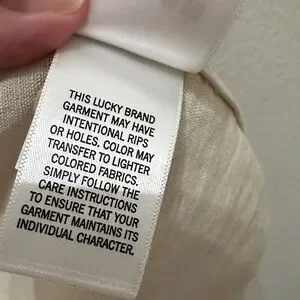 THIS LUCKY BRAND
GARMENT MAY HAVE
INTENTIONAL RIPS
OR HOLES. COLOR MAY
TRANSFER TO LIGHTER
COLORED FABRICS.
SIMPLY FOLLOW THE
CARE INSTRUCTIONS
TO ENSURE THAT YOUR
GARMENT MAINTAINS ITS
INDIVIDUAL CHARACTER.